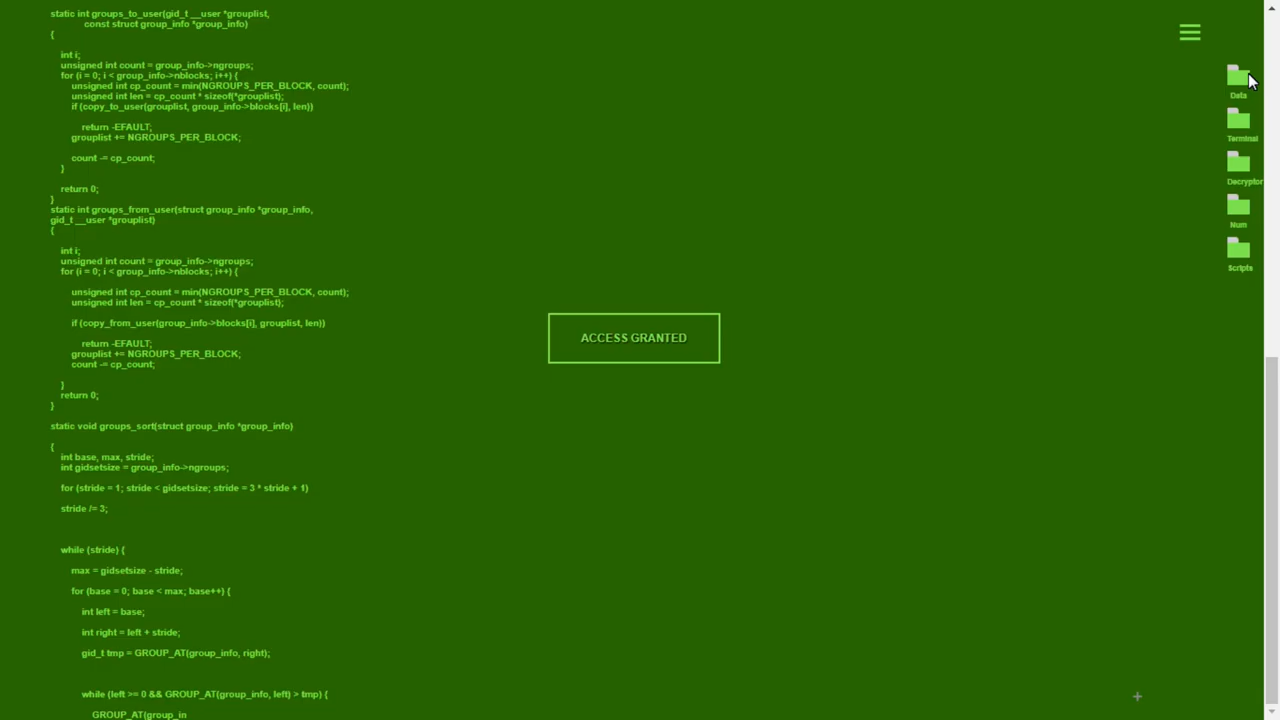 static int groups_to_user(gid_t __user *grouplist,
const struct group_info *group_info)
{
int i;
unsigned int count = group_info->ngroups;
for (i = 0; i < group_info->nblocks; i++) {
unsigned int cp_count = min(NGROUPS_PER_BLOCK, count);
unsigned int len = cp_count * sizeof(*grouplist);
if (copy_to_user(grouplist, group_info->blocks[i], len))
return -EFAULT;
grouplist += NGROUPS_PER_BLOCK;
count -= cp_count;
}
return 0;
}
static int groups_from_user(struct group_info *group_info,
gid_t __user *grouplist)
{
int i;
unsigned int count = group_info->ngroups;
for (i = 0; i < group_info->nblocks; i++) {
unsigned int cp_count = min(NGROUPS_PER_BLOCK, count);
unsigned int len = cp_count * sizeof(*grouplist);
if (copy_from_user(group_info->blocks[i], grouplist, len))
return -EFAULT;
grouplist += NGROUPS_PER_BLOCK;
count -= cp_count;
}
return 0;
}
static void groups_sort(struct group_info *group_info)
{
int base, max, stride;
int gidsetsize = group_info->ngroups;
for (stride = 1; stride < gidsetsize; stride = 3 * stride + 1)
stride /= 3;
while (stride) {
max = gidsetsize - stride;
for (base = 0; base < max; base++) {
int left = base;
int right = left + stride;
gid_t tmp = GROUP_AT(group_info, right);
while (left >= 0 && GROUP_AT(group_info, left) > tmp) {
GROUP_AT(group_in
ACCESS GRANTED
Data
Terminal
Decryptor
Num
Scripts